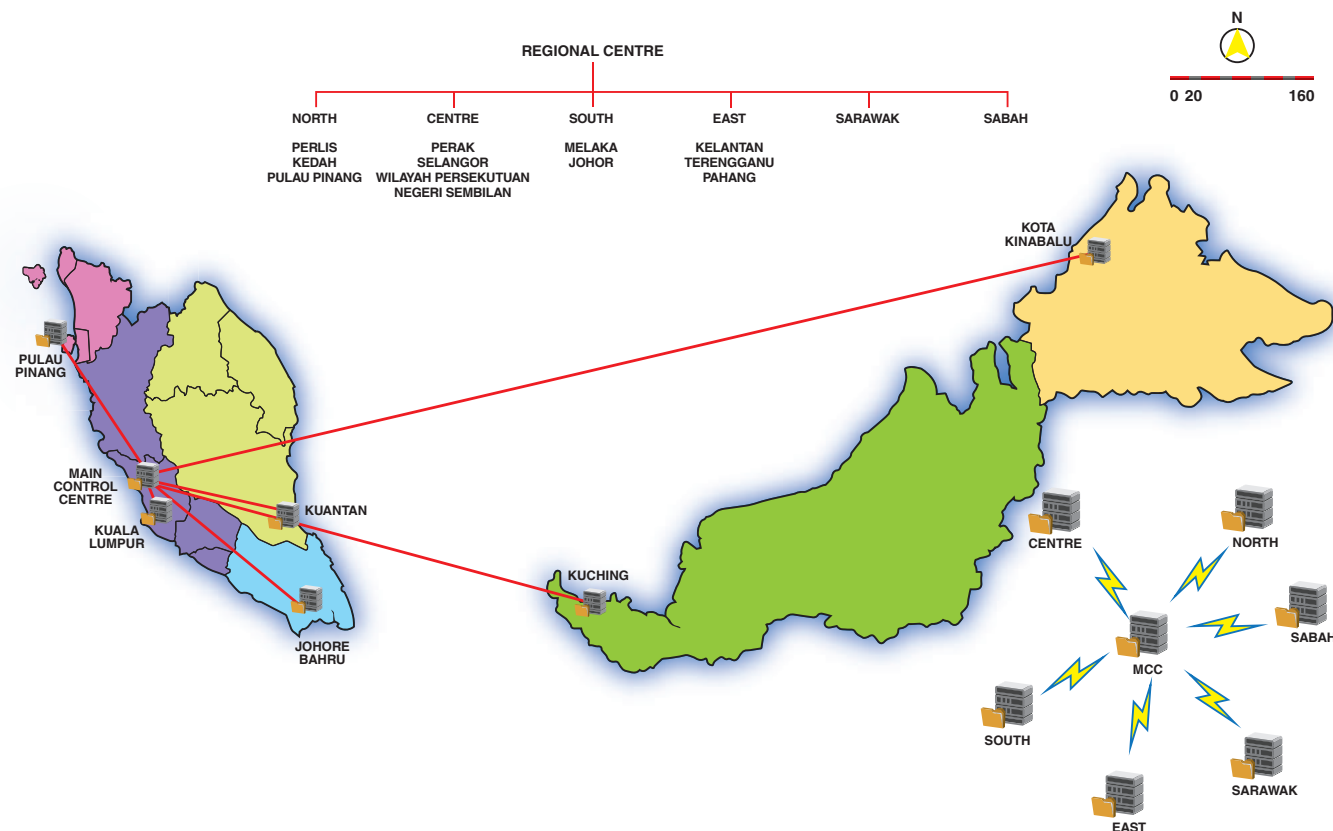 REGIONAL CENTRE
N
0 20 160
NORTH
PERLIS
KEDAH
PULAU PINANG
CENTRE
PERAK
SELANGOR
WILAYAH PERSEKUTUAN
NEGERI SEMBILAN
SOUTH
MELAKA
JOHOR
EAST
KELANTAN
TERENGGANU
PAHANG
SARAWAK
SABAH
KOTA
KINABALU
PULAU
PINANG
MAIN
CONTROL
CENTRE
KUALA
LUMPUR
KUANTAN
JOHORE
BAHRU
KUCHING
CENTRE
NORTH
SABAH
MCC
SOUTH
SARAWAK
EAST